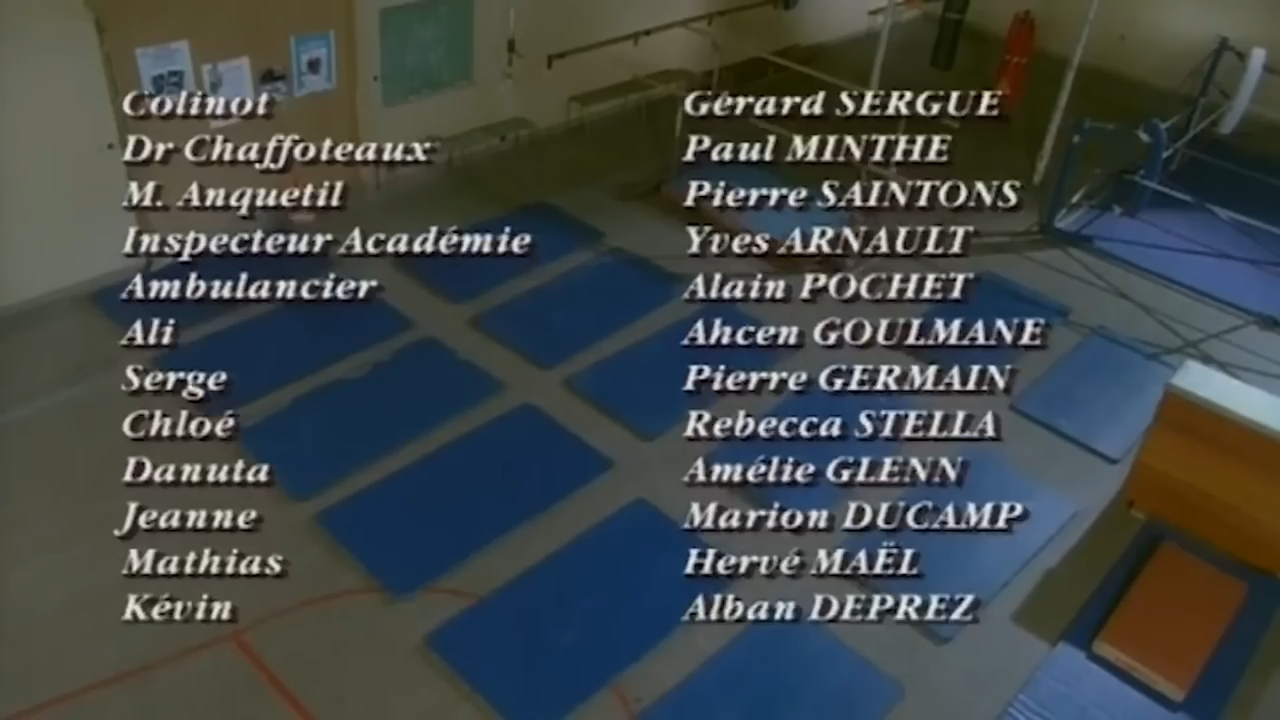 Colinot Gérard SERGUE
Dr Chaffoteaux Paul MINTHE
M. Anquetil Pierre SAINTONS
Inspecteur Académie Yves ARNAULT
Ambulancier Alain POCHET
Ali Ahcen GOULMANE
Serge Pierre GERMAIN
Chloé Rebecca STELLA
Danuta Amélie GLENN
Jeanne Marion DUCAMP
Mathias Hervé MAËL
Kévin Alban DEPREZ